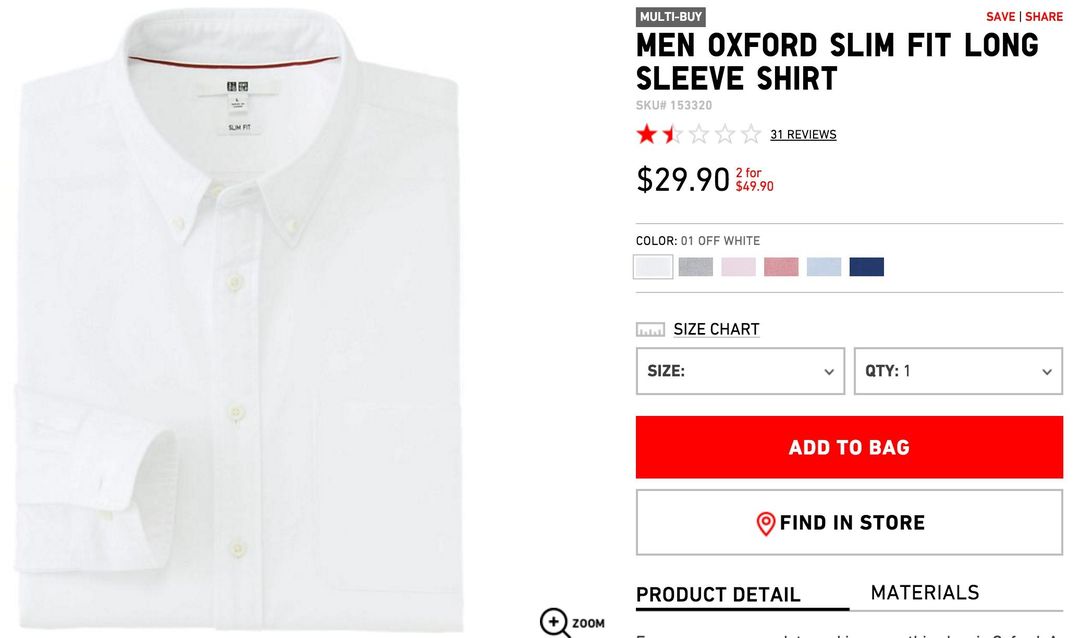 MULTI-BUY
SAVE | SHARE
MEN OXFORD SLIM FIT LONG
SLEEVE SHIRT
SKU# 153320
31 REVIEWS
$29.90 2 for
$49.90
COLOR: 01 OFF WHITE
SIZE CHART
SIZE:
QTY: 1
ADD TO BAG
FIND IN STORE
PRODUCT DETAIL
MATERIALS
L
SLIM FIT
ZOOM